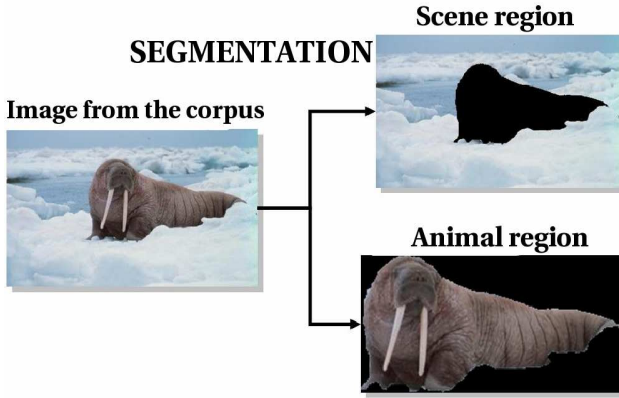 Scene region
SEGMENTATION
Image from the corpus
Animal region